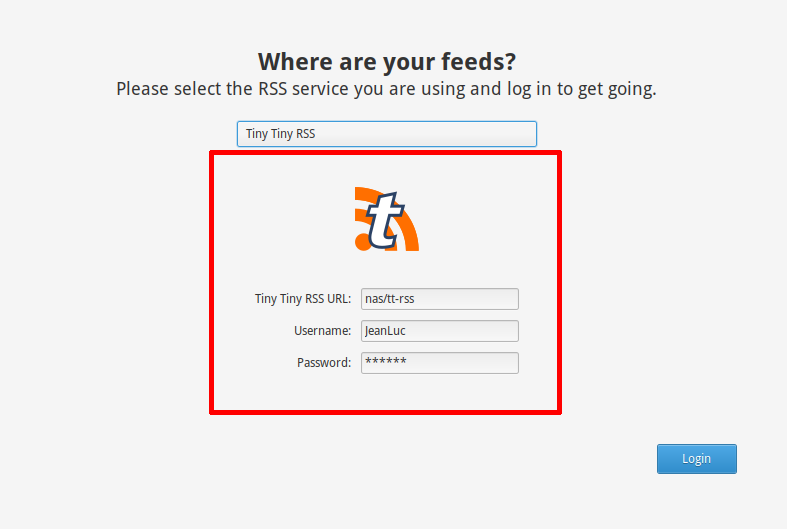 Where are your feeds?
Please select the RSS service you are using and log in to get going.
Tiny Tiny RSS
t
Tiny Tiny RSS URL: nas/tt-rss
Username: JeanLuc
Password: ******
Login